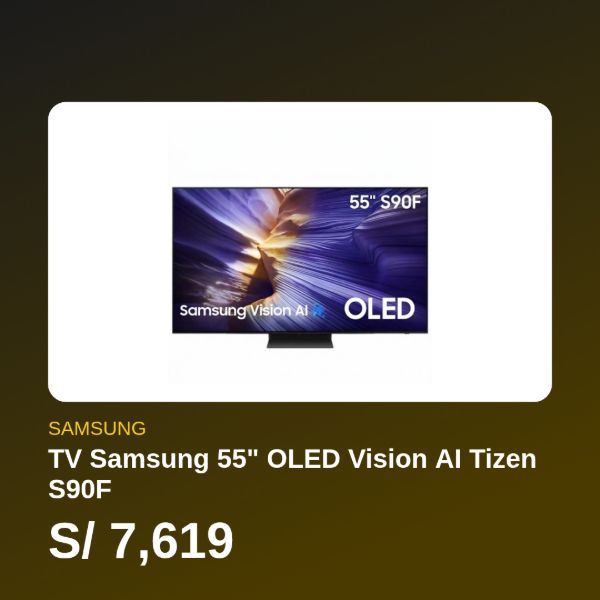 55" S90F
Samsung Vision AI
OLED
SAMSUNG
TV Samsung 55" OLED Vision AI Tizen
S90F
S/ 7,619